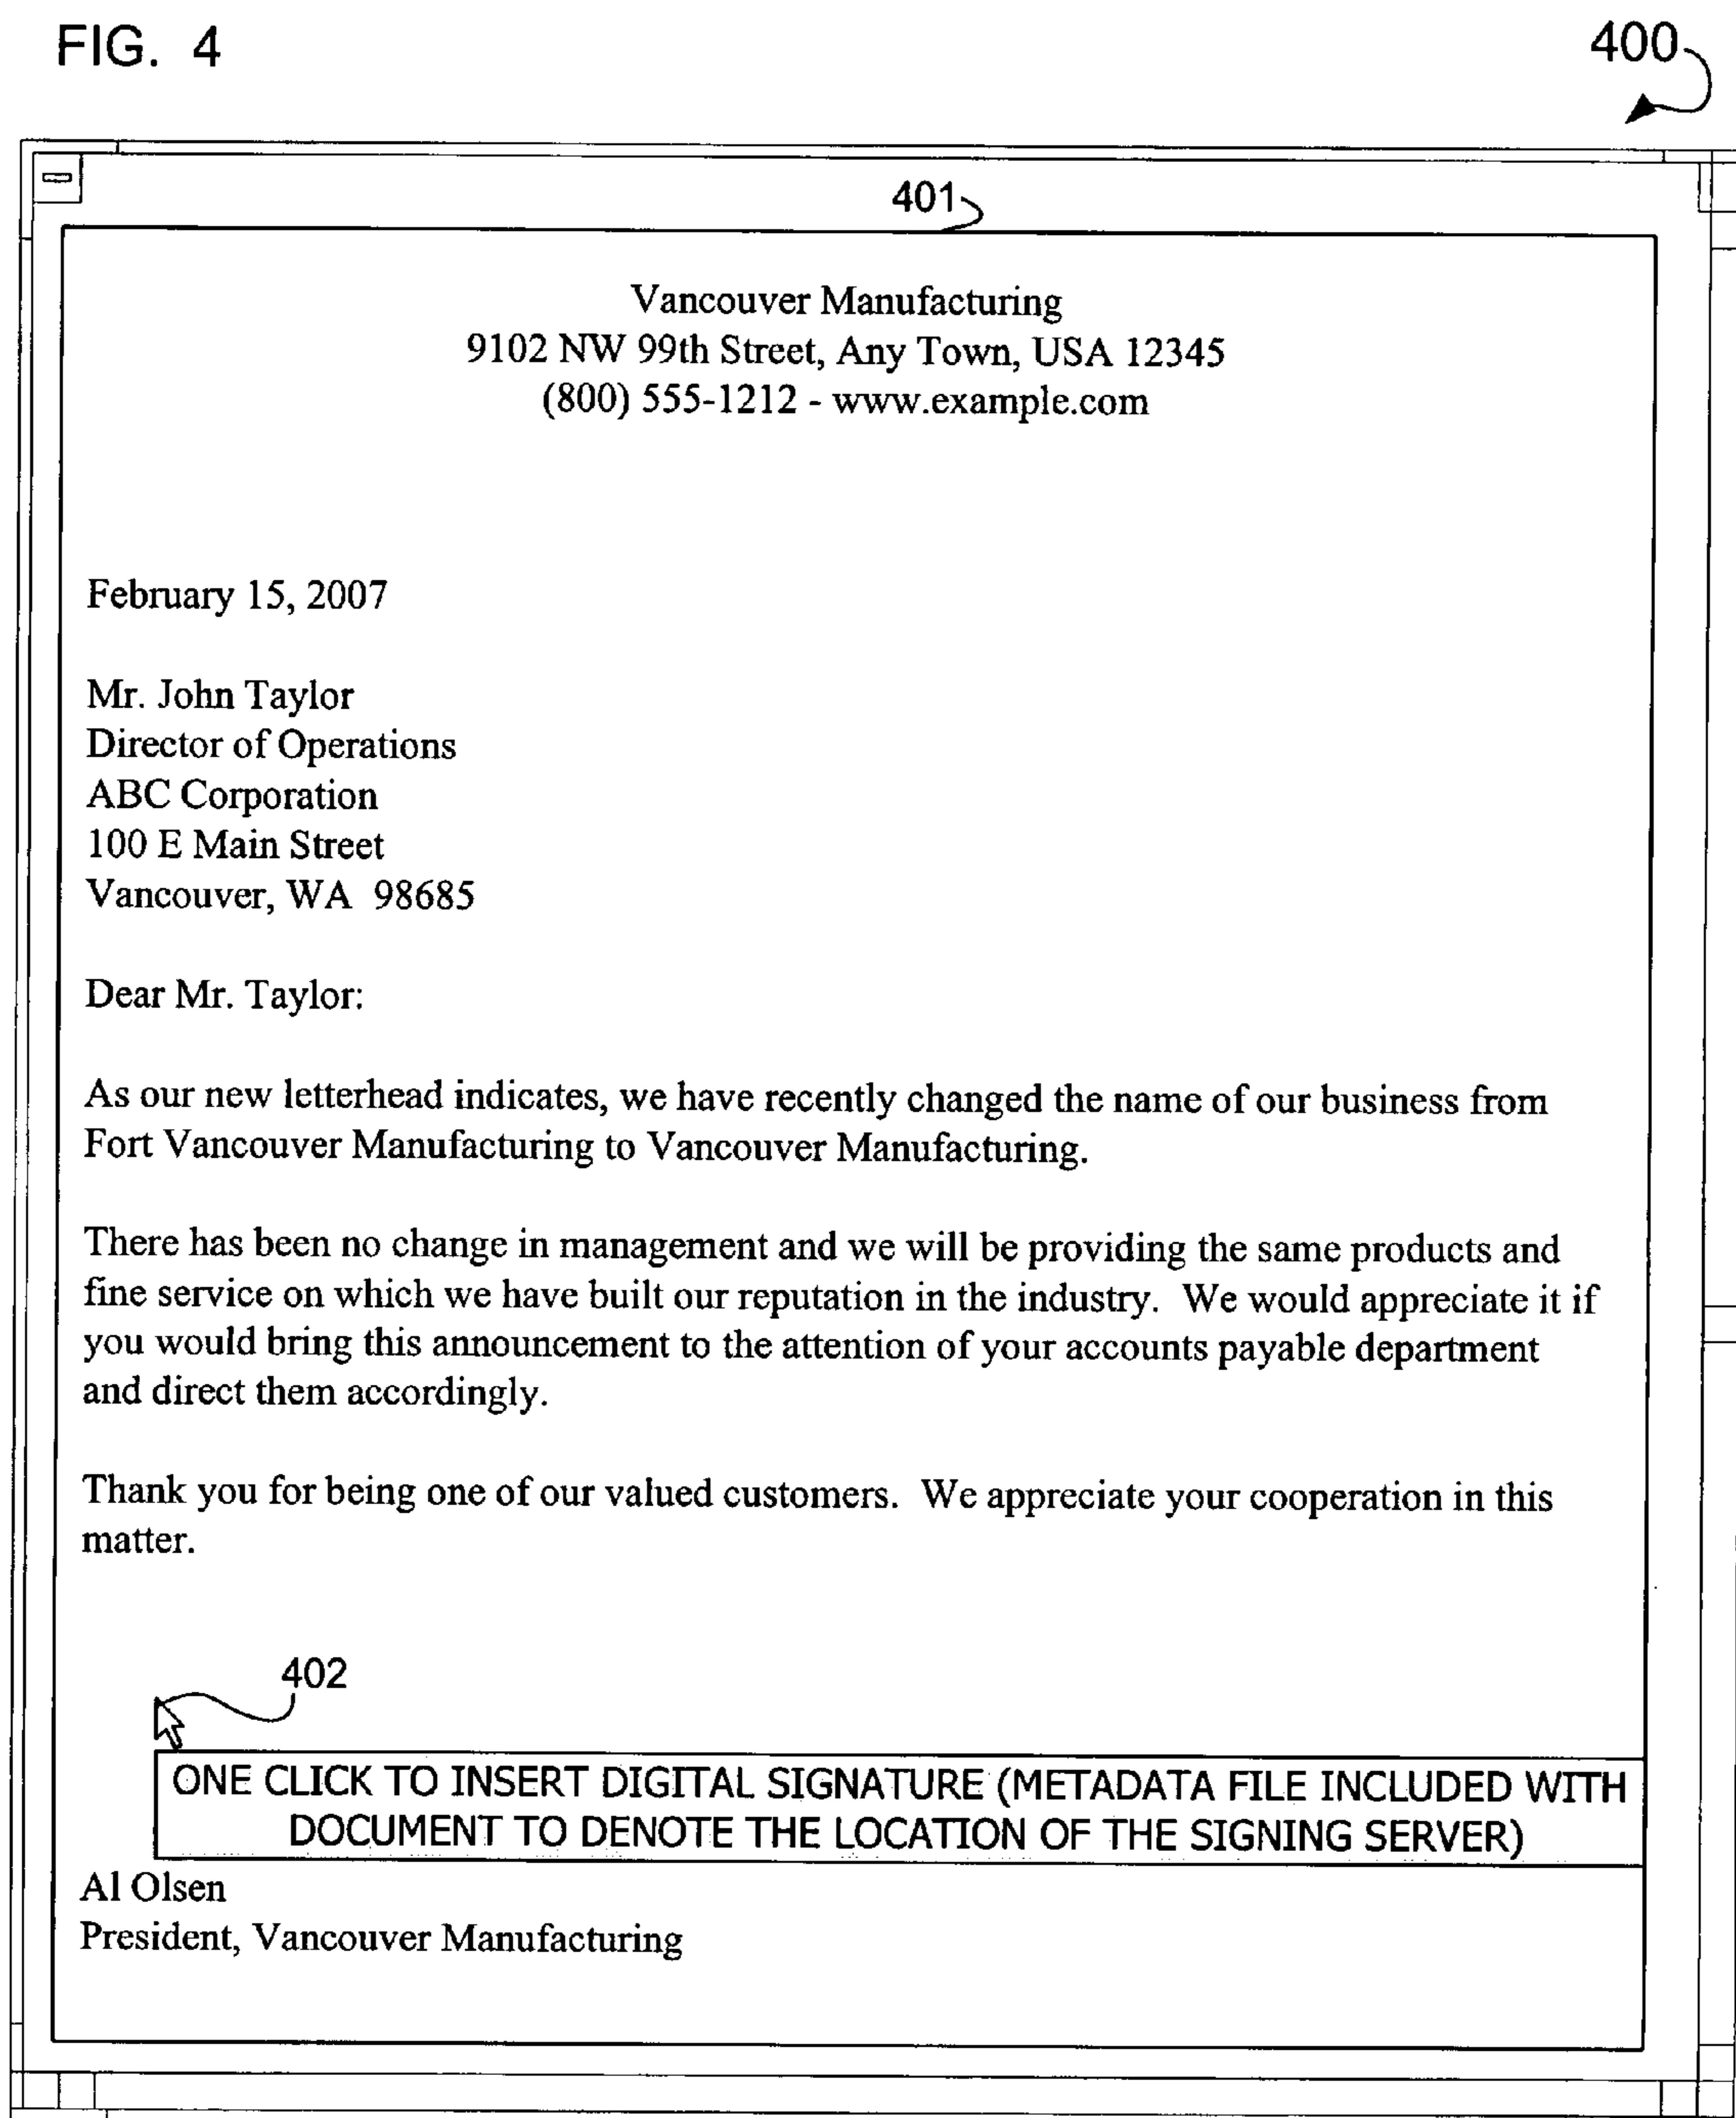 FIG. 4
400
401
Vancouver Manufacturing
9102 NW 99th Street, Any Town, USA 12345
(800) 555-1212 - www.example.com
February 15, 2007
Mr. John Taylor
Director of Operations
ABC Corporation
100 E Main Street
Vancouver, WA  98685
Dear Mr. Taylor:
As our new letterhead indicates, we have recently changed the name of our business from
Fort Vancouver Manufacturing to Vancouver Manufacturing.
There has been no change in management and we will be providing the same products and
fine service on which we have built our reputation in the industry.  We would appreciate it if
you would bring this announcement to the attention of your accounts payable department
and direct them accordingly.
Thank you for being one of our valued customers.  We appreciate your cooperation in this
matter.
402
ONE CLICK TO INSERT DIGITAL SIGNATURE (METADATA FILE INCLUDED WITH
DOCUMENT TO DENOTE THE LOCATION OF THE SIGNING SERVER)
Al Olsen
President, Vancouver Manufacturing